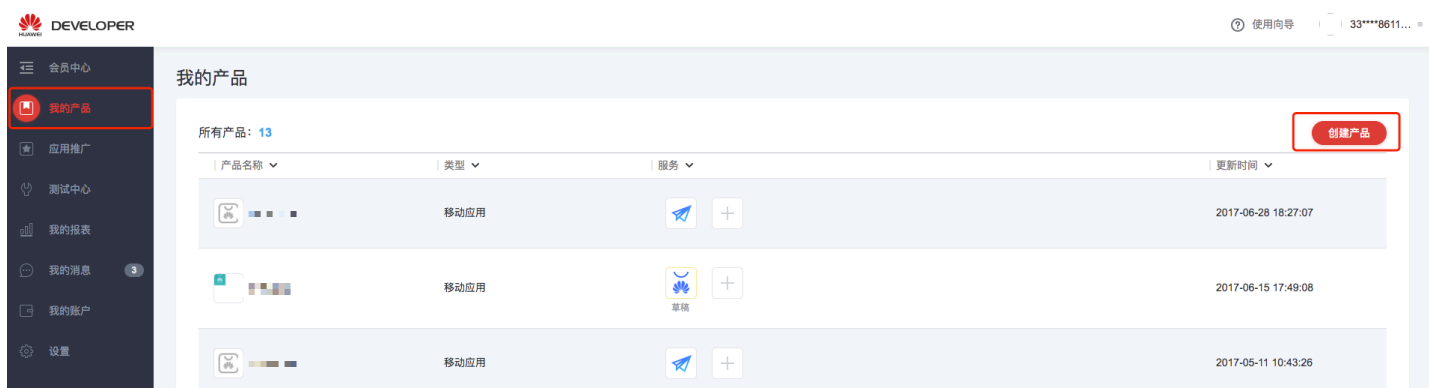 HUAWEI DEVELOPER
使用向导 33****8611...
会员中心
我的产品
应用推广
测试中心
我的报表
我的消息 3
我的账户
设置
我的产品
所有产品：13
创建产品
产品名称 类型 服务 更新时间
移动应用 2017-06-28 18:27:07
移动应用 草稿 2017-06-15 17:49:08
移动应用 2017-05-11 10:43:26